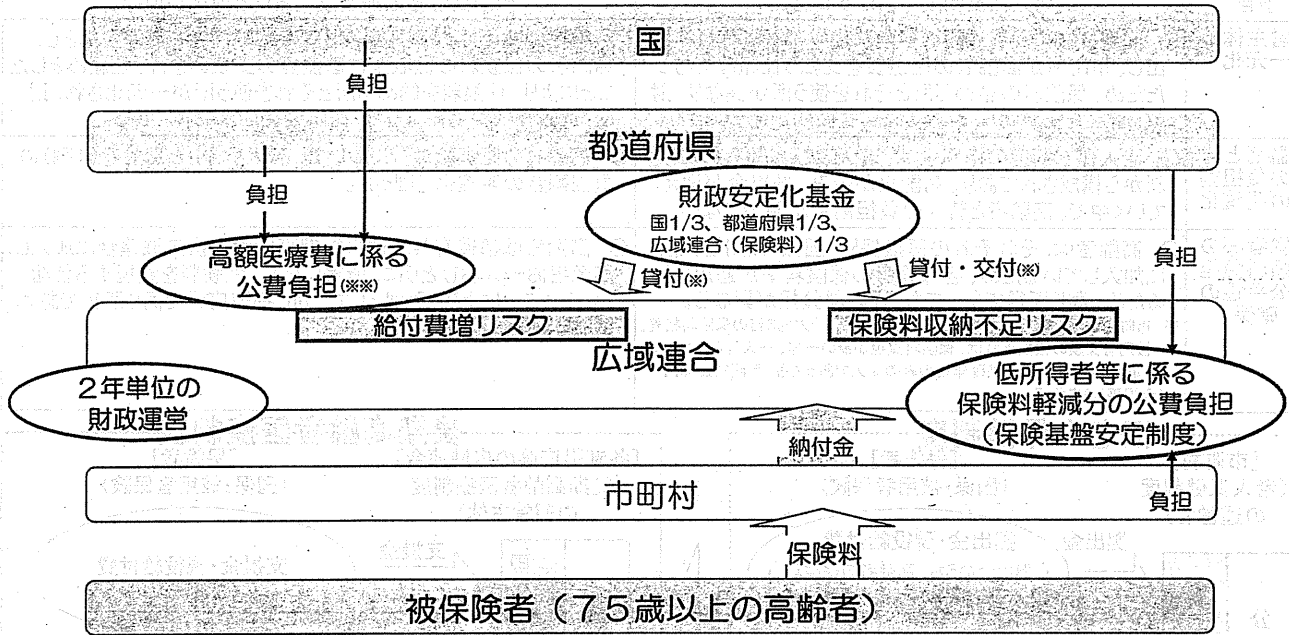 国
負担
都道府県
負担
財政安定化基金
国1/3、都道府県1/3、
広域連合(保険料)1/3
高額医療費に係る
公費負担(※※)
貸付(※)
貸付・交付(※)
負担
給付費増リスク
保険料収納不足リスク
広域連合
2年単位の
財政運営
低所得者等に係る
保険料軽減分の公費負担
(保険基盤安定制度)
納付金
市町村
負担
保険料
被保険者(75歳以上の高齢者)